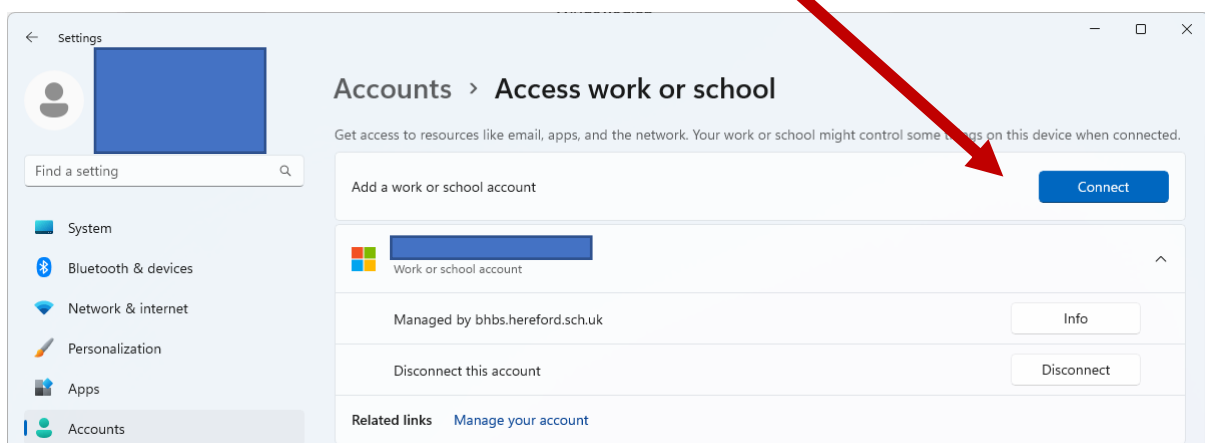 Settings
Accounts > Access work or school
Get access to resources like email, apps, and the network. Your work or school might control some on this device when connected.
Find a setting
Add a work or school account
Connect
System
Work or school account
Bluetooth & devices
Network & internet
Managed by bhbs.hereford.sch.uk
Info
Personalization
Disconnect this account
Disconnect
Apps
Related links Manage your account
Accounts